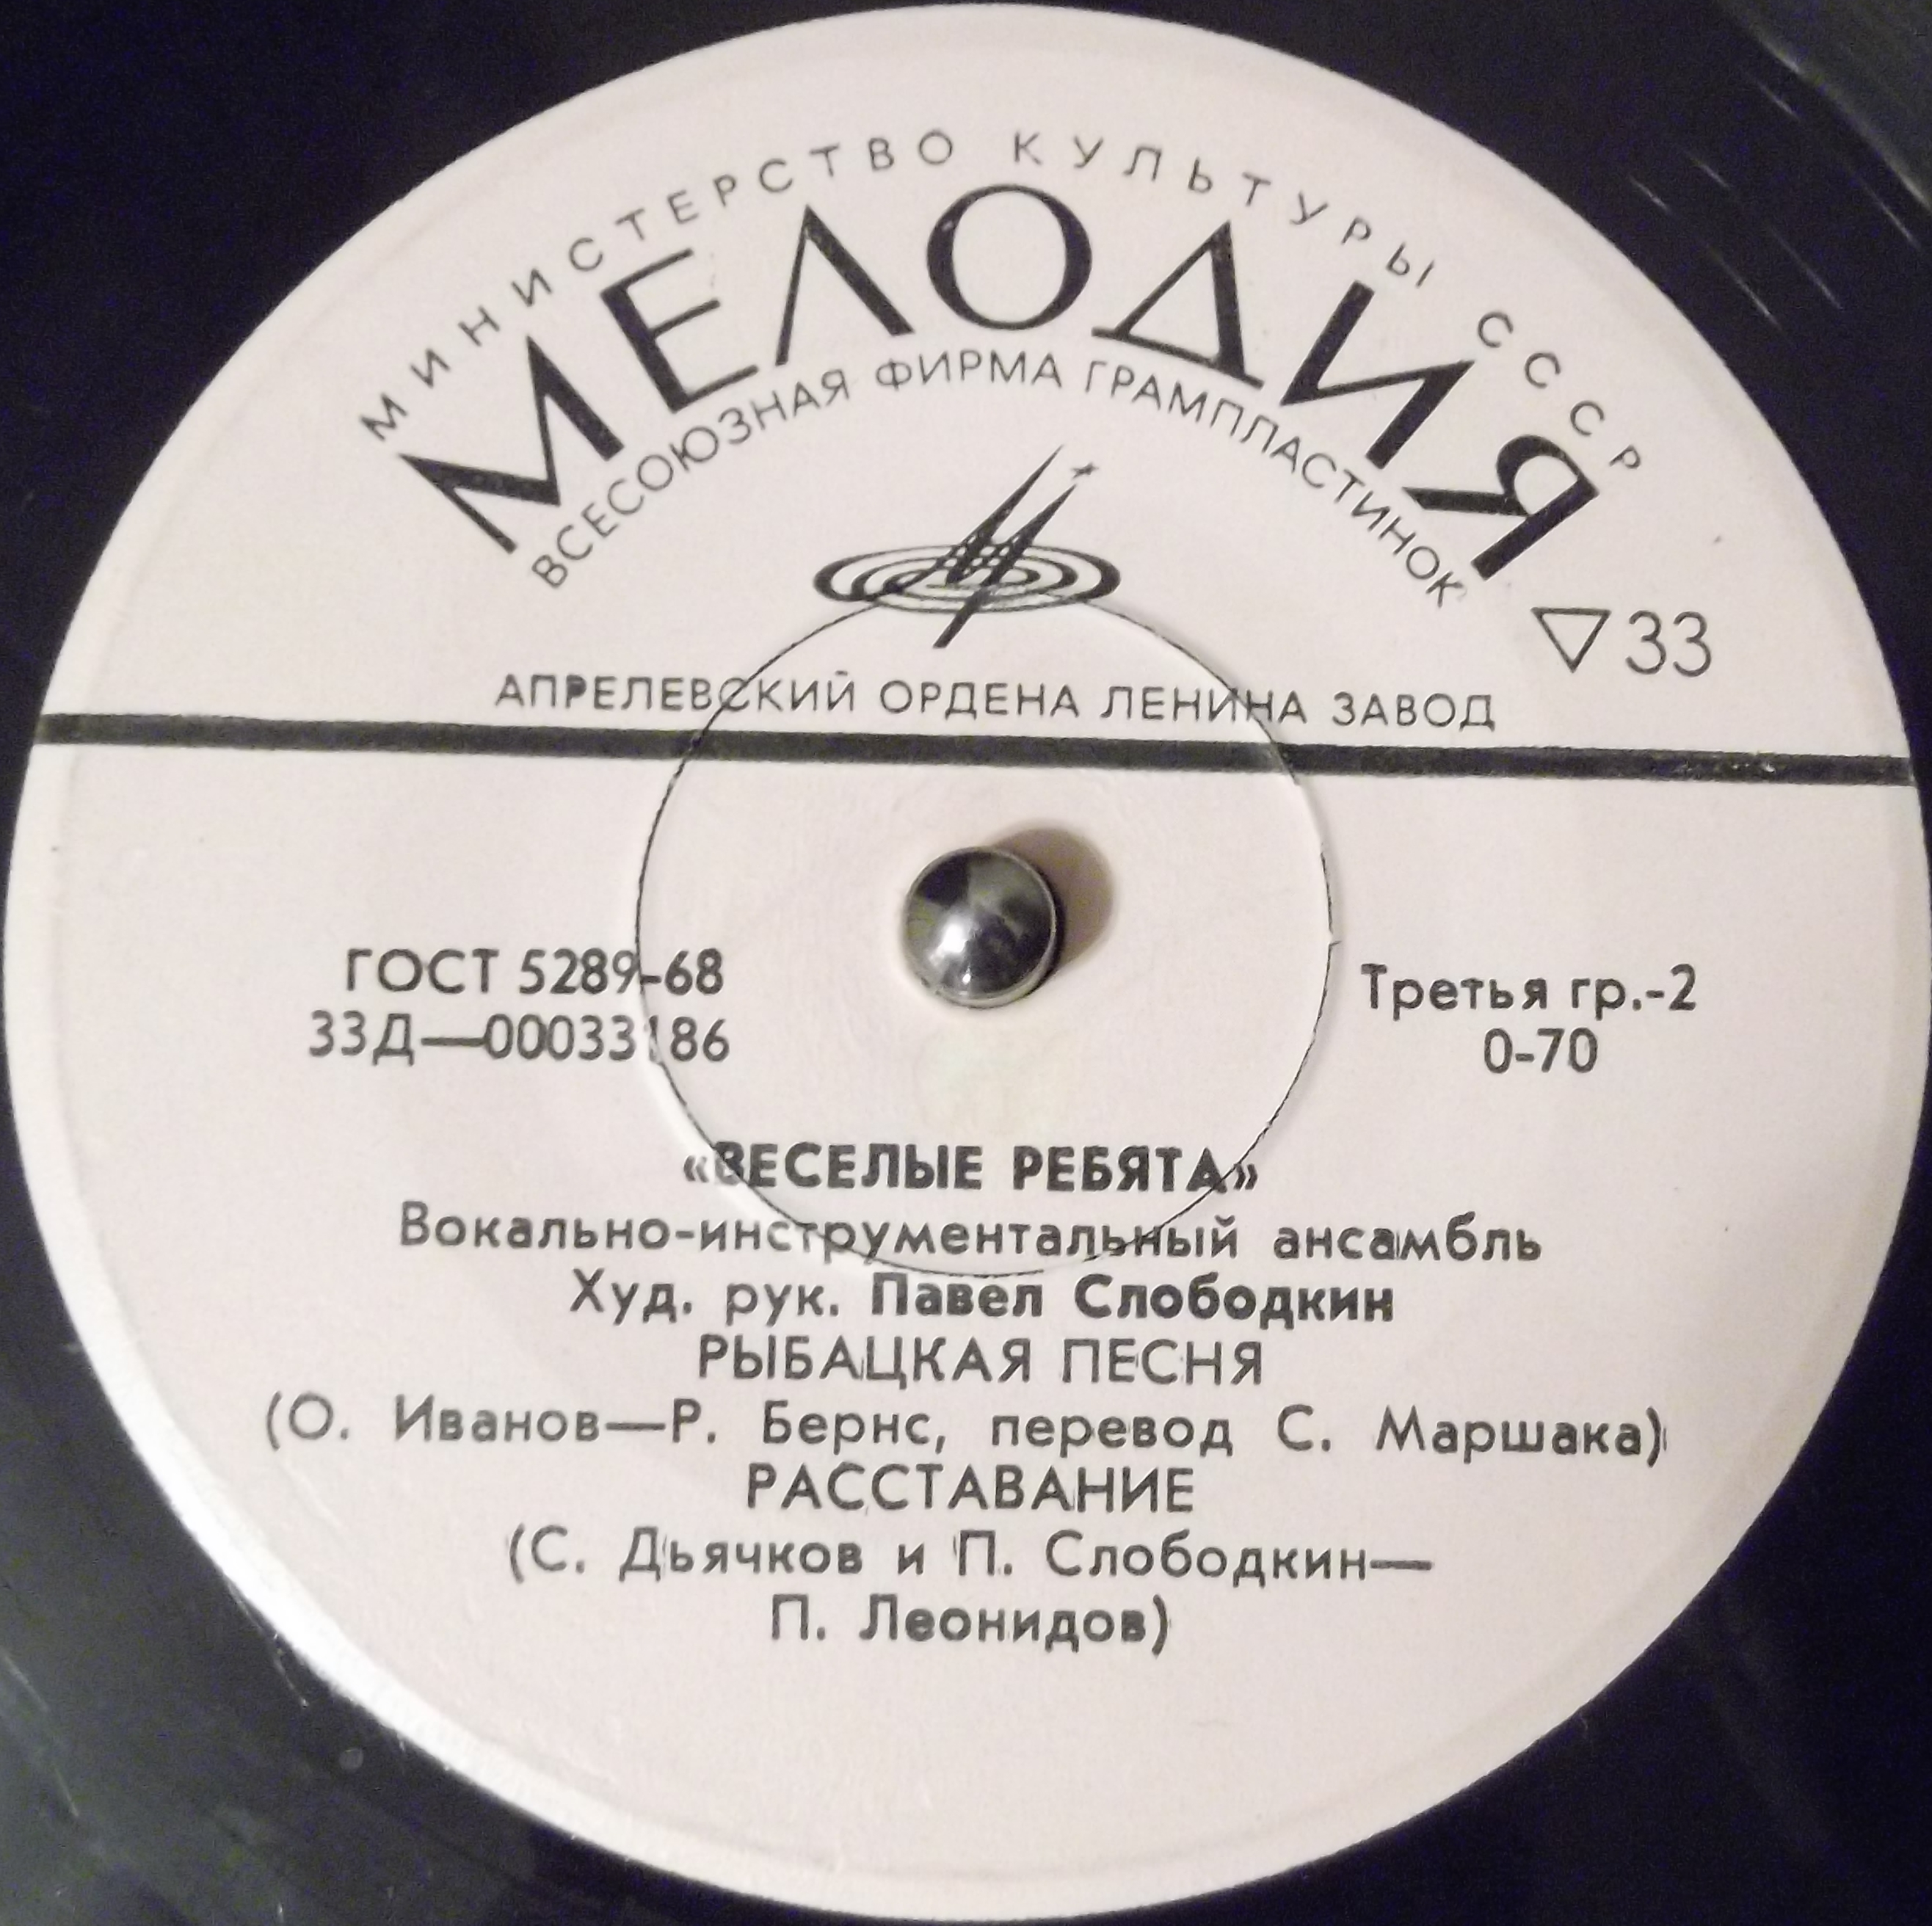 МИНИСТЕРСТВО КУЛЬТУРЫ СССР
МЕЛОДИЯ
ВСЕСОЮЗНАЯ ФИРМА ГРАМПЛАСТИНОК
▽33
АПРЕЛЕВСКИЙ ОРДЕНА ЛЕНИНА ЗАВОД
ГОСТ 5289-68
33Д—00033186
Третья гр.-2
0-70
«ВЕСЕЛЫЕ РЕБЯТА»
Вокально-инструментальный ансамбль
Худ. рук. Павел Слободкин
РЫБАЦКАЯ ПЕСНЯ
(О. Иванов—Р. Бернс, перевод С. Маршака)
РАССТАВАНИЕ
(С. Дьячков и П. Слободкин—
П. Леонидов)